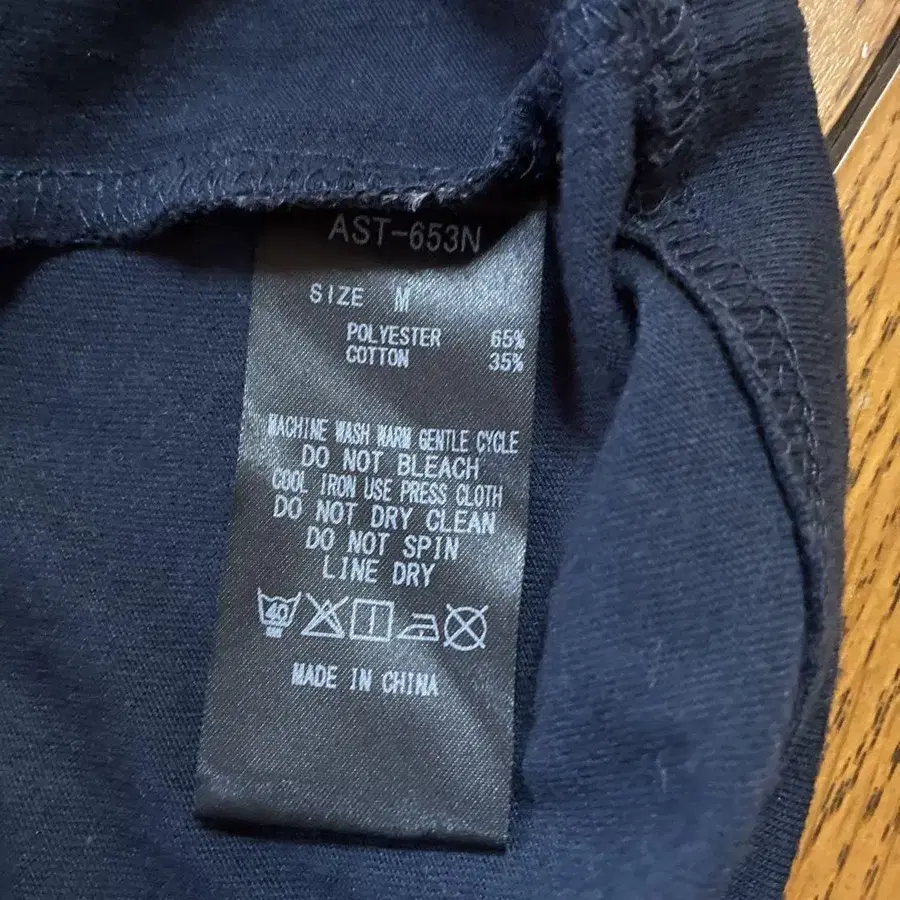 AST-653N
SIZE M
POLYESTER 65%
COTTON 35%
MACHINE WASH WARM GENTLE CYCLE
DO NOT BLEACH
COOL IRON USE PRESS CLOTH
DO NOT DRY CLEAN
DO NOT SPIN
LINE DRY
40
MADE IN CHINA